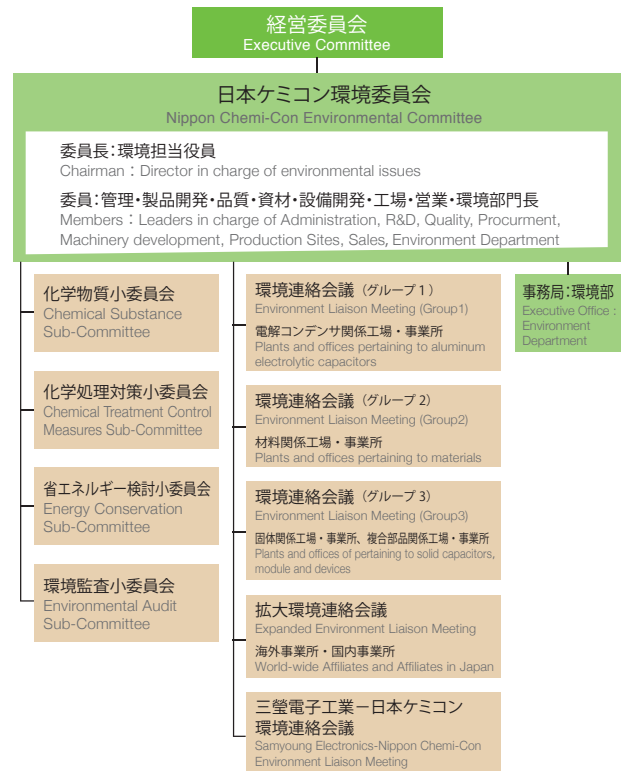 経営委員会
Executive Committee
日本ケミコン環境委員会
Nippon Chemi-Con Environmental Committee
委員長：環境担当役員
Chairman：Director in charge of environmental issues
委員：管理・製品開発・品質・資材・設備開発・工場・営業・環境部門長
Members：Leaders in charge of Administration, R&D, Quality, Procurment,
Machinery development, Production Sites, Sales, Environment Department
化学物質小委員会
Chemical Substance
Sub-Committee
化学処理対策小委員会
Chemical Treatment Control
Measures Sub-Committee
省エネルギー検討小委員会
Energy Conservation
Sub-Committee
環境監査小委員会
Environmental Audit
Sub-Committee
環境連絡会議（グループ1）
Environment Liaison Meeting (Group1)
電解コンデンサ関係工場・事業所
Plants and offices pertaining to aluminum
electrolytic capacitors
環境連絡会議（グループ2）
Environment Liaison Meeting (Group2)
材料関係工場・事業所
Plants and offices pertaining to materials
環境連絡会議（グループ3）
Environment Liaison Meeting (Group3)
固体関係工場・事業所、複合部品関係工場・事業所
Plants and offices of pertaining to solid capacitors,
module and devices
拡大環境連絡会議
Expanded Environment Liaison Meeting
海外事業所・国内事業所
World-wide Affiliates and Affiliates in Japan
三瑩電子工業－日本ケミコン
環境連絡会議
Samyoung Electronics-Nippon Chemi-Con
Environment Liaison Meeting
事務局：環境部
Executive Office：
Environment
Department